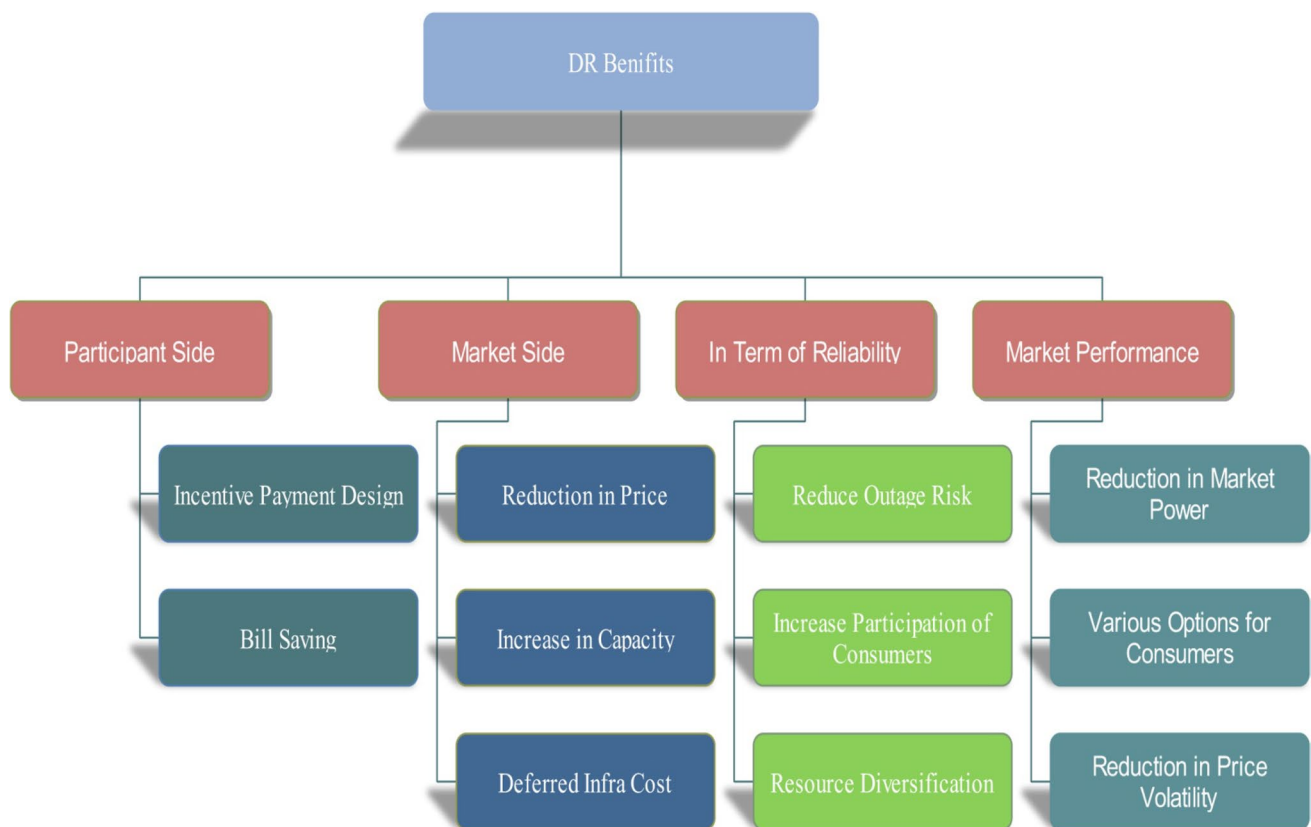 DR Benifits
Participant Side
Market Side
In Term of Reliability
Market Performance
Incentive Payment Design
Reduction in Price
Reduce Outage Risk
Reduction in Market
Power
Bill Saving
Increase in Capacity
Increase Participation of
Consumers
Various Options for
Consumers
Deferred Infra Cost
Resource Diversification
Reduction in Price
Volatility